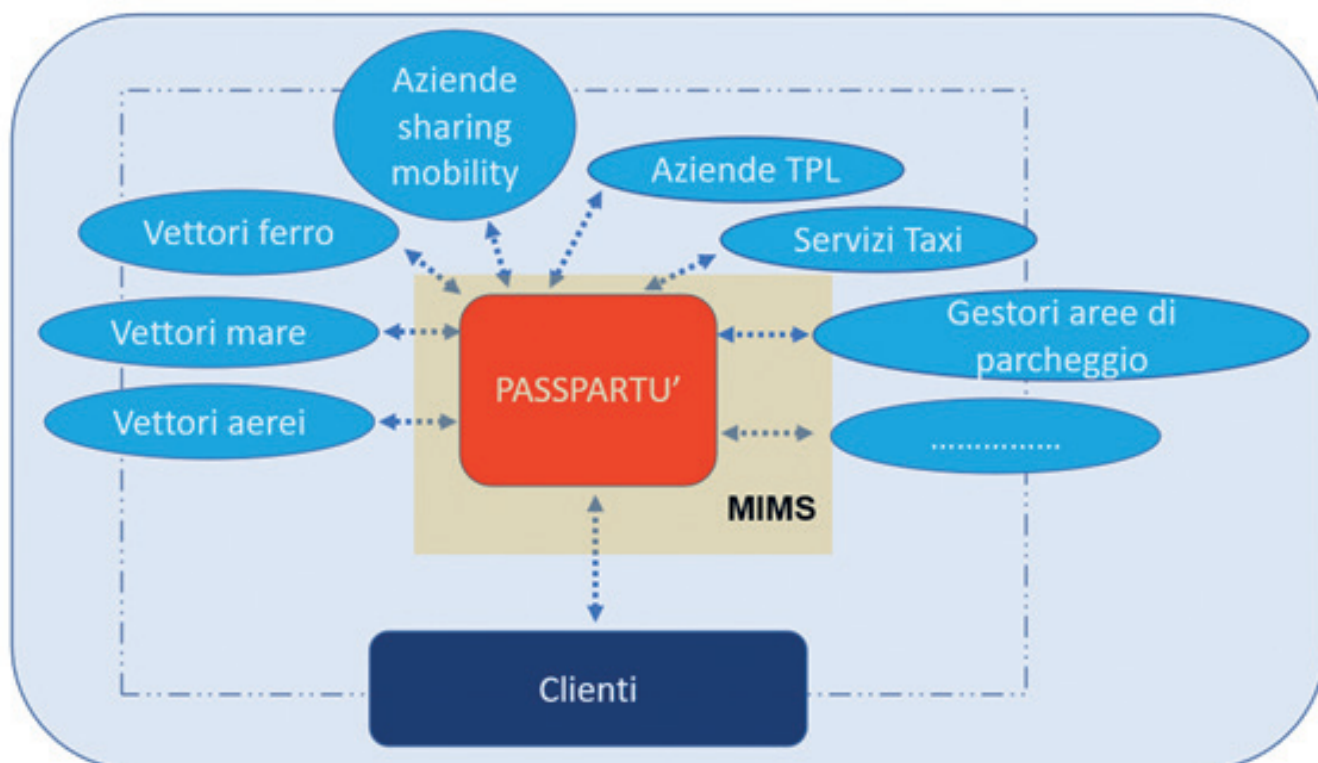 Aziende
sharing
mobility
Aziende TPL
Vettori ferro
Servizi Taxi
Vettori mare
Gestori aree di
parcheggio
PASSPARTU'
Vettori aerei
...............
MIMS
Clienti